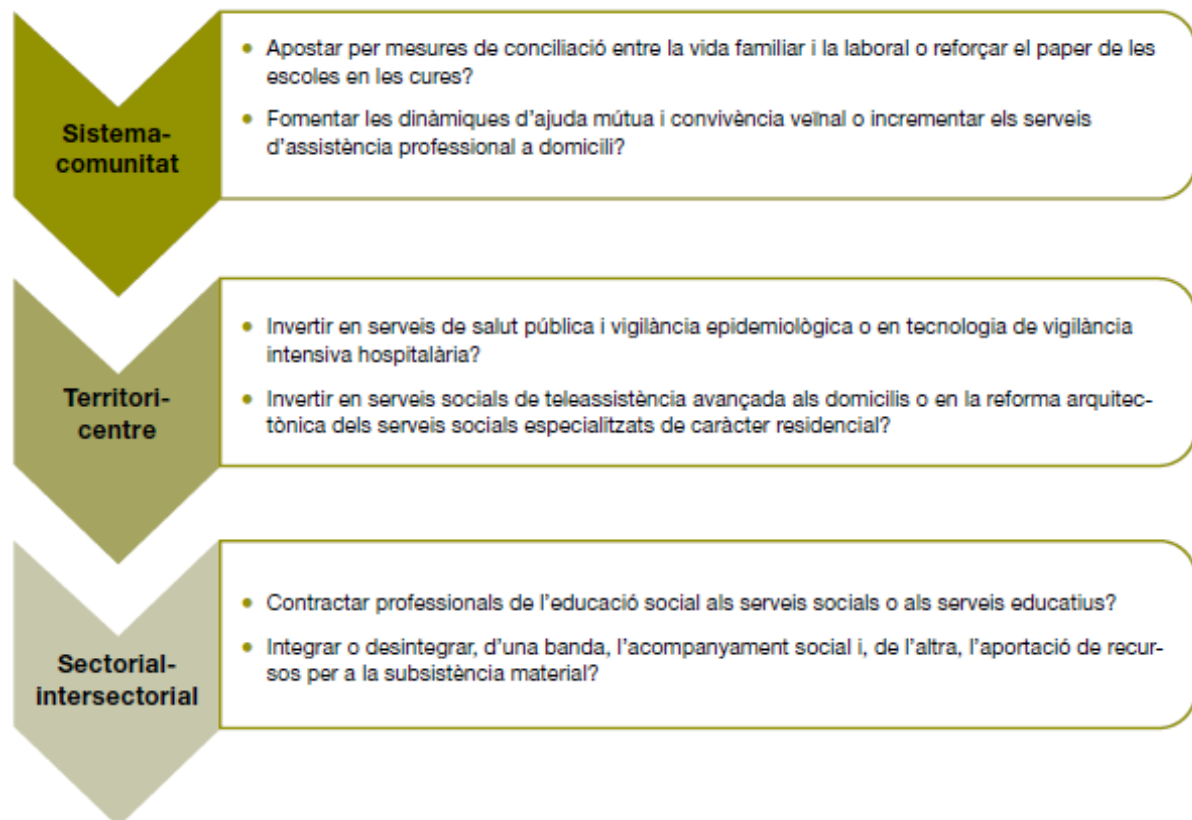 Sistema-
comunitat
• Apostar per mesures de conciliació entre la vida familiar i la laboral o reforçar el paper de les
escoles en les cures?
• Fomentar les dinàmiques d'ajuda mútua i convivència veïnal o incrementar els serveis
d'assistència professional a domicili?
Territori-
centre
• Invertir en serveis de salut pública i vigilància epidemiològica o en tecnologia de vigilància
intensiva hospitalària?
• Invertir en serveis socials de teleassistència avançada als domicilis o en la reforma arquitec-
tònica dels serveis socials especialitzats de caràcter residencial?
Sectorial-
intersectorial
• Contractar professionals de l'educació social als serveis socials o als serveis educatius?
• Integrar o desintegrar, d'una banda, l'acompanyament social i, de l'altra, l'aportació de recur-
sos per a la subsistència material?